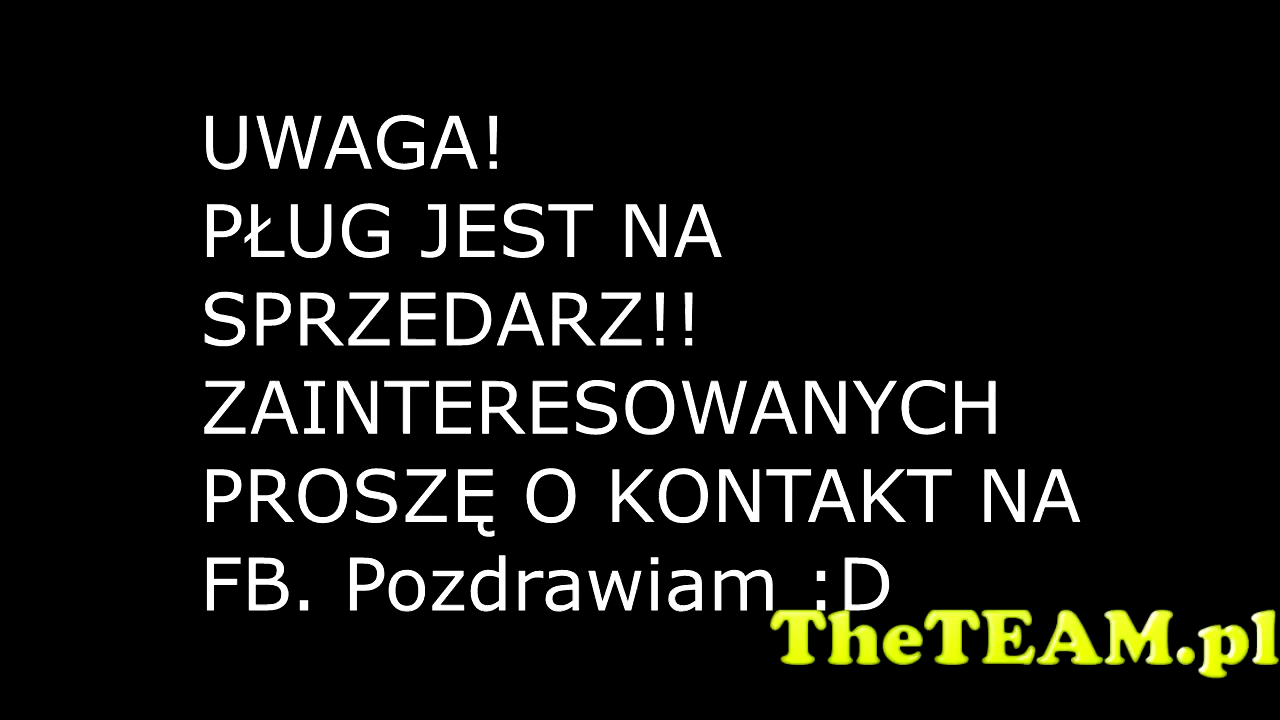 UWAGA!
PŁUG JEST NA
SPRZEDARZ!!
ZAINTERESOWANYCH
PROSZĘ O KONTAKT NA
FB. Pozdrawiam :D
TheTEAM.pl